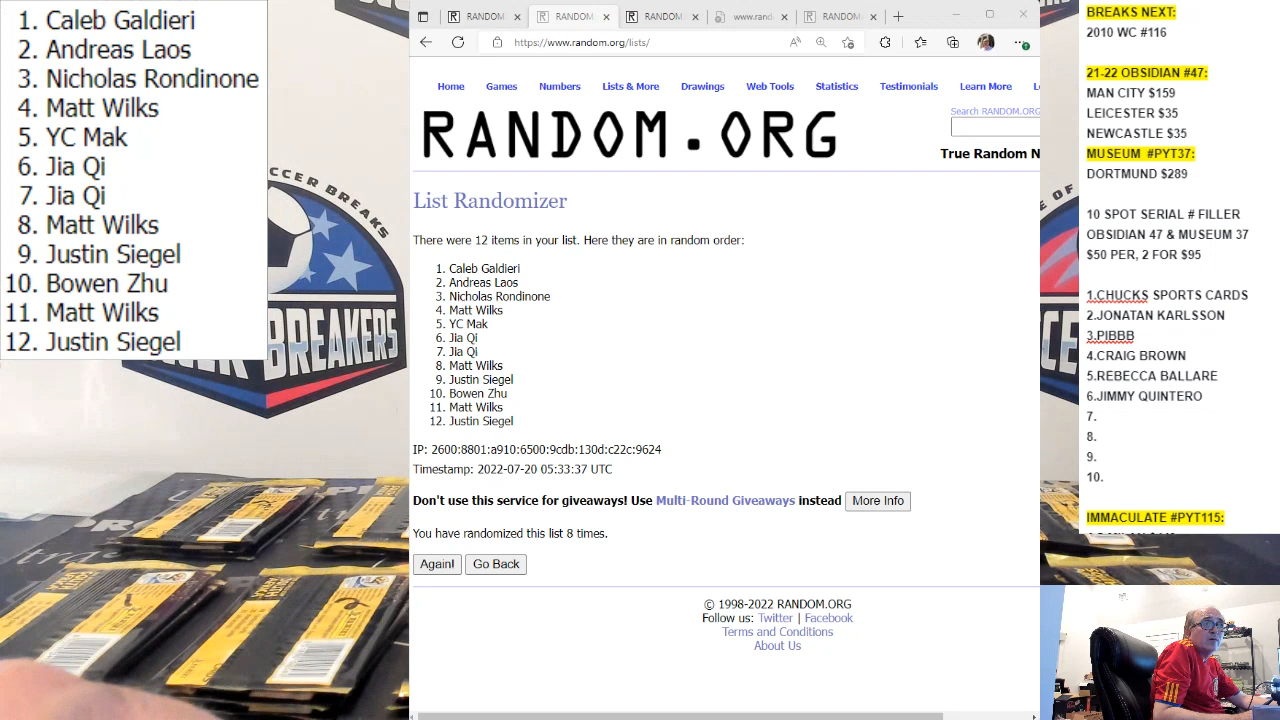 1. Caleb Galdieri
2. Andreas Laos
3. Nicholas Rondinone
4. Matt Wilks
5. YC Mak
6. Jia Qi
7. Jia Qi
8. Matt Wilks
9. Justin Siegel
10. Bowen Zhu
11. Matt Wilks
12. Justin Siegel
CCER BREAKS
BREAKERS
RANDOM
RANDOM
RANDOM
www.rand
RANDOM
https://www.random.org/lists/
Home Games Numbers Lists & More Drawings Web Tools Statistics Testimonials Learn More
Search RANDOM.ORG
RANDOM.ORG
True Random N
List Randomizer
There were 12 items in your list. Here they are in random order:
1. Caleb Galdieri
2. Andreas Laos
3. Nicholas Rondinone
4. Matt Wilks
5. YC Mak
6. Jia Qi
7. Jia Qi
8. Matt Wilks
9. Justin Siegel
10. Bowen Zhu
11. Matt Wilks
12. Justin Siegel
IP: 2600:8801:a910:6500:9cdb:130d:c22c:9624
Timestamp: 2022-07-20 05:33:37 UTC
Don't use this service for giveaways! Use Multi-Round Giveaways instead More Info
You have randomized this list 8 times.
Again! Go Back
© 1998-2022 RANDOM.ORG
Follow us: Twitter | Facebook
Terms and Conditions
About Us
BREAKS NEXT:
2010 WC #116
21-22 OBSIDIAN #47:
MAN CITY $159
LEICESTER $35
NEWCASTLE $35
MUSEUM #PYT37:
DORTMUND $289
10 SPOT SERIAL # FILLER
OBSIDIAN 47 & MUSEUM 37
$50 PER, 2 FOR $95
1.CHUCKS SPORTS CARDS
2.JONATAN KARLSSON
3.PIBBB
4.CRAIG BROWN
5.REBECCA BALLARE
6.JIMMY QUINTERO
7.
8.
9.
10.
IMMACULATE #PYT115: